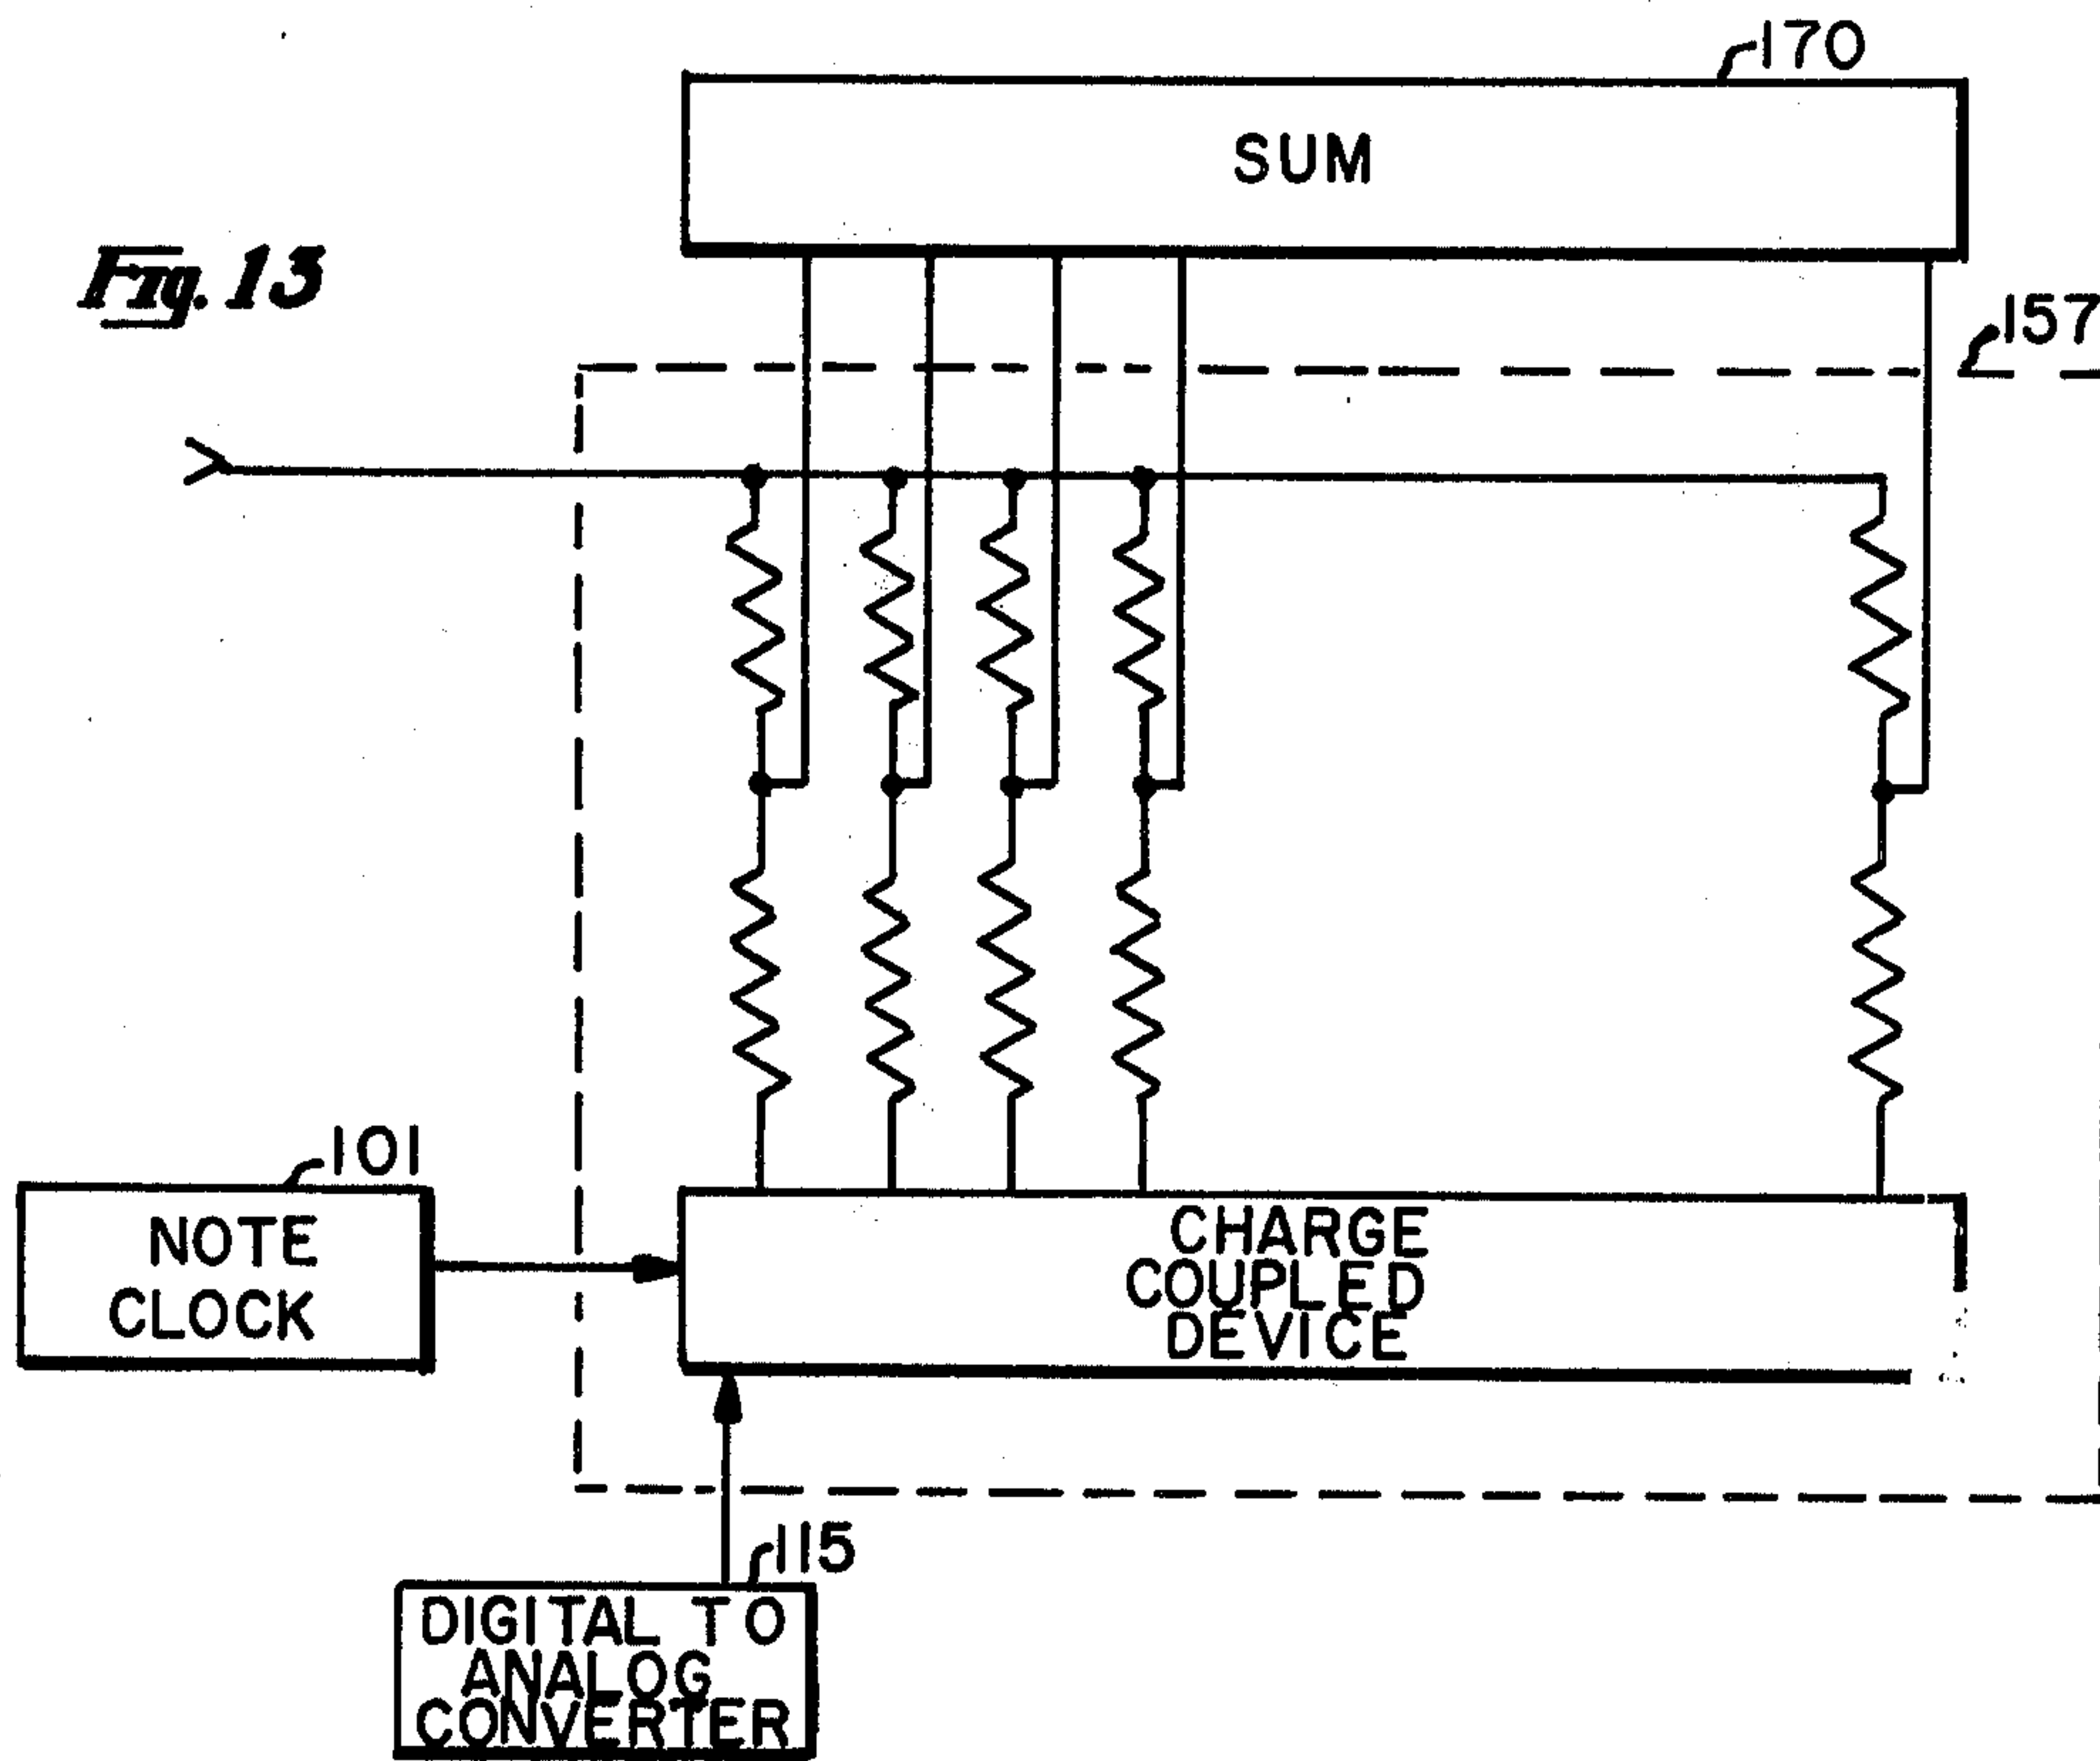 170
SUM
Fig. 13
157
101
NOTE
CLOCK
CHARGE
COUPLED
DEVICE
115
DIGITAL TO
ANALOG
CONVERTER